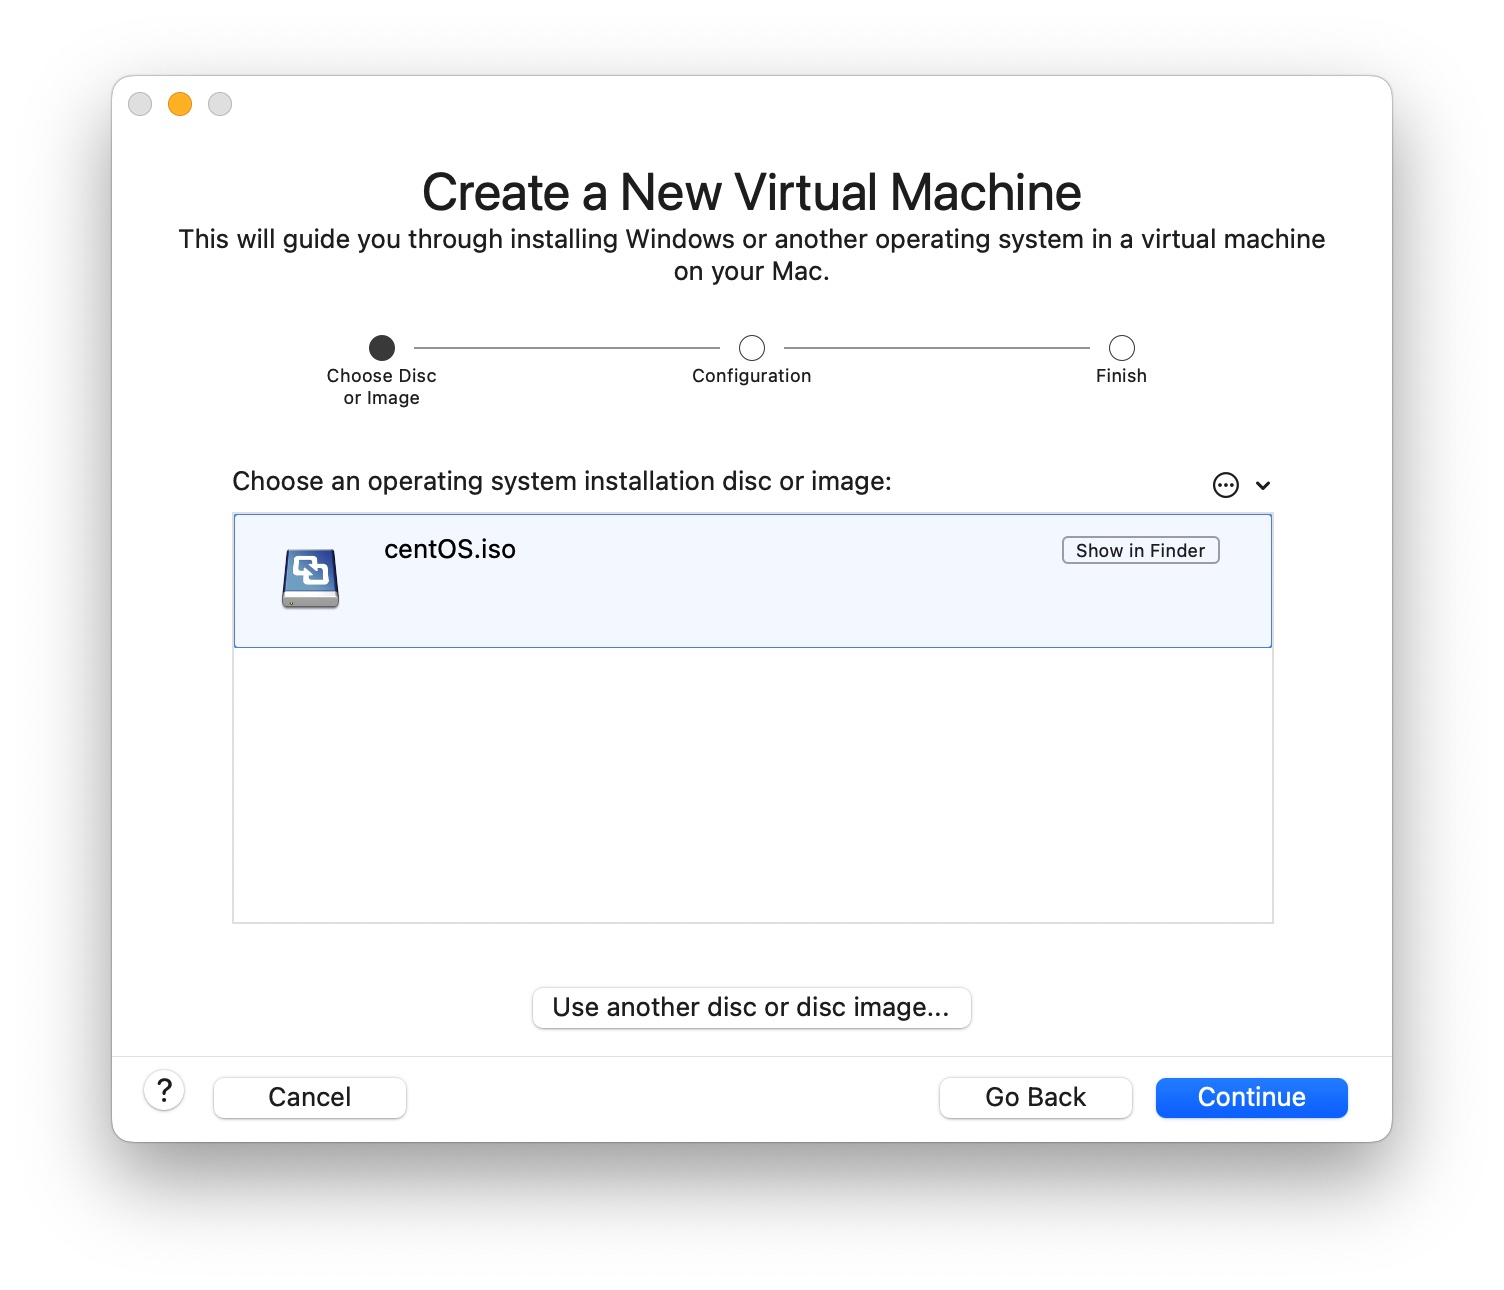 Create a New Virtual Machine
This will guide you through installing Windows or another operating system in a virtual machine
on your Mac.
Choose Disc
or Image
Configuration
Finish
Choose an operating system installation disc or image:
centOS.iso
Show in Finder
Use another disc or disc image...
?
Cancel
Go Back
Continue